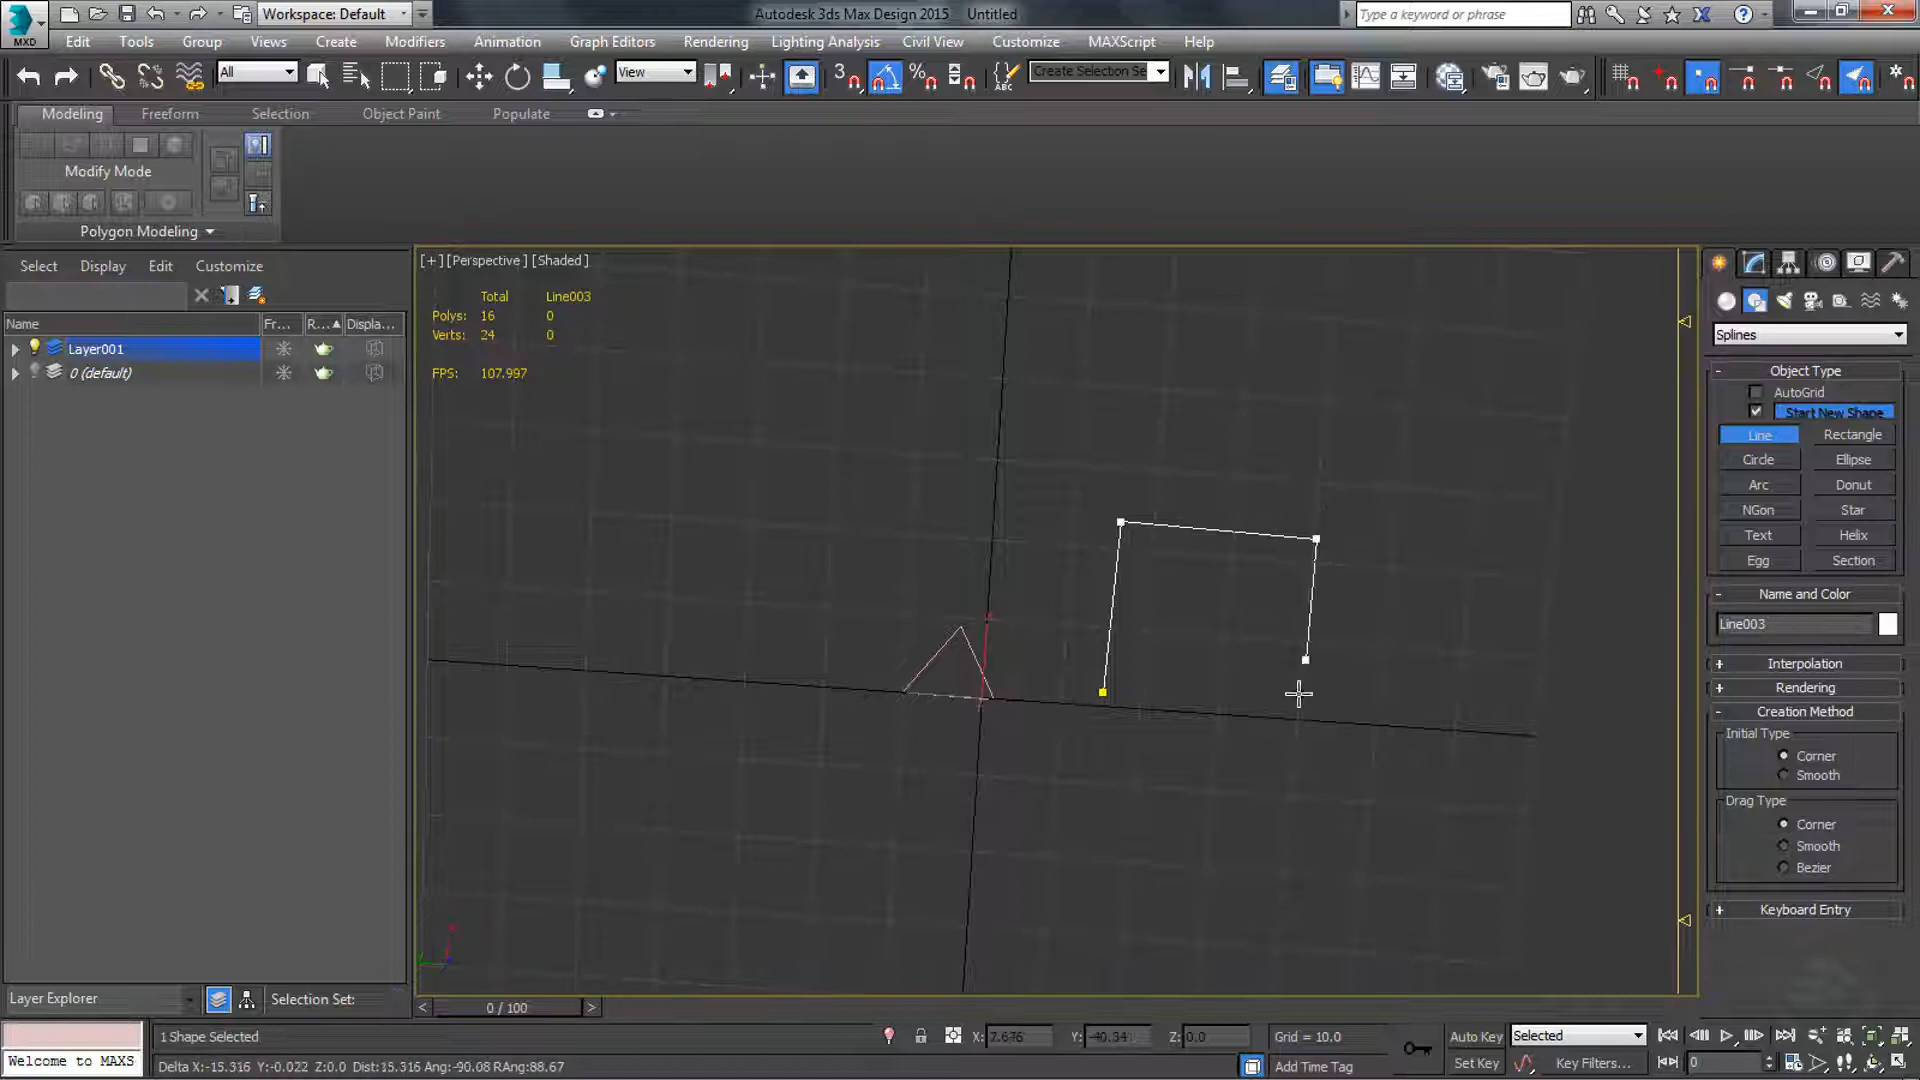 Workspace: Default
Autodesk 3ds Max Design 2015 Untitled
Type a keyword or phrase
MXD
Edit Tools Group Views Create Modifiers Animation Graph Editors Rendering Lighting Analysis Civil View Customize MAXScript Help
All
View
3
ABC
Create Selection Se
Modeling Freeform Selection Object Paint Populate
Modify Mode
Polygon Modeling
Select Display Edit Customize
Name Fr... R... Displa...
Layer001
0 (default)
[+] [Perspective] [Shaded]
Total Line003
Polys: 16 0
Verts: 24 0
FPS: 107.997
Splines
Object Type
AutoGrid
Start New Shape
Line Rectangle
Circle Ellipse
Arc Donut
NGon Star
Text Helix
Egg Section
Name and Color
Line003
Interpolation
Rendering
Creation Method
Initial Type
Corner
Smooth
Drag Type
Corner
Smooth
Bezier
Keyboard Entry
Layer Explorer
Selection Set:
0 / 100
Welcome to MAXS
1 Shape Selected
X: 7.676 Y: -40.341 Z: 0.0
Grid = 10.0
Auto Key Selected
Delta X:-15.316 Y:-0.022 Z:0.0 Dist:15.316 Ang:-90.08 RAng:88.67
Add Time Tag
Set Key Key Filters...
0